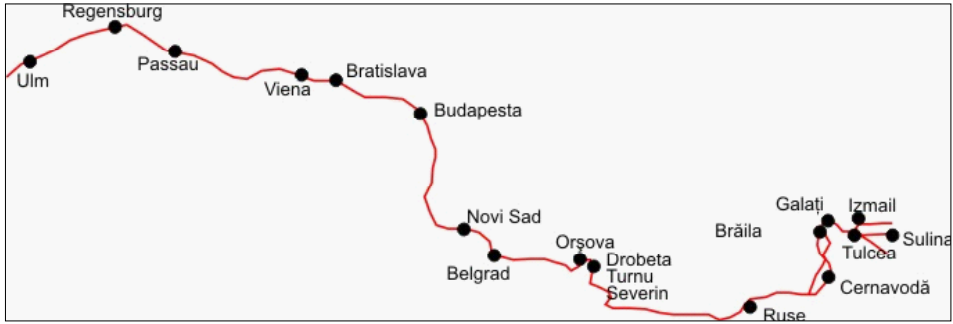 Regensburg
Ulm
Passau
Viena
Bratislava
Budapesta
Novi Sad
Belgrad
Orşova
Drobeta
Turnu
Severin
Ruse
Cernavodă
Brăila
Galați
Izmail
Tulcea
Sulina